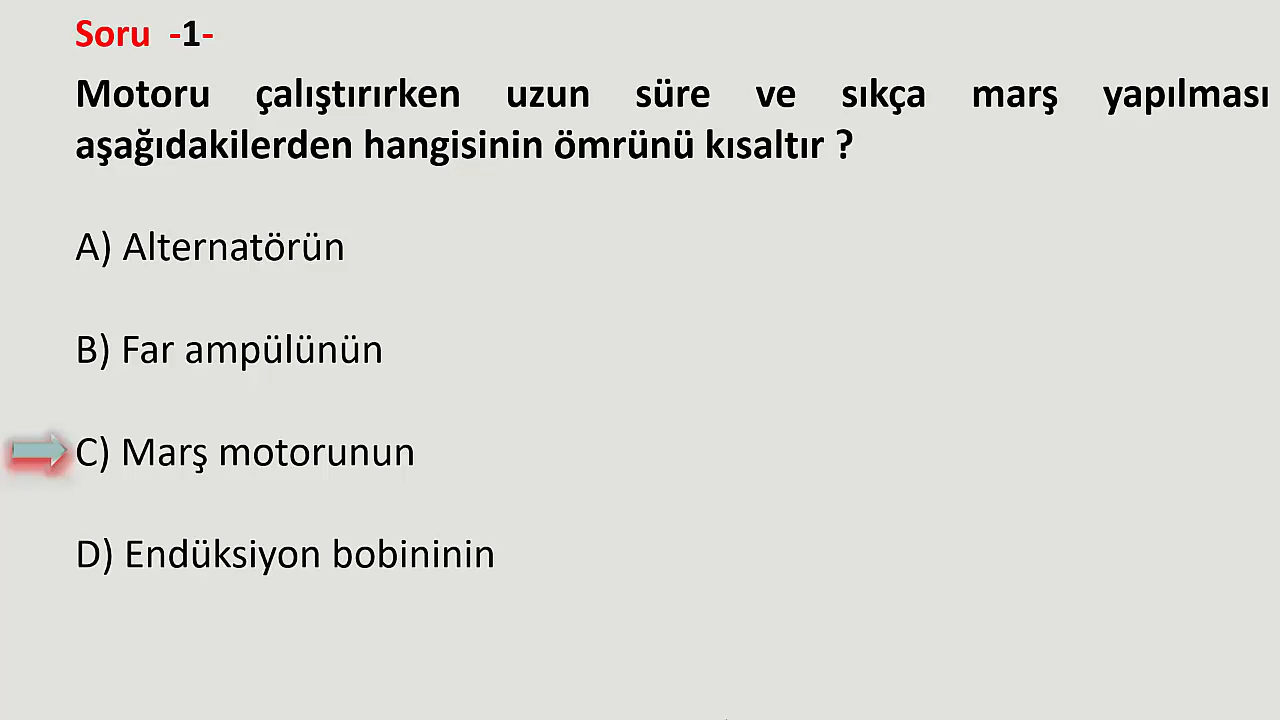 Soru -1-
Motoru çalıştırırken uzun süre ve sıkça marş yapılması
aşağıdakilerden hangisinin ömrünü kısaltır ?
A) Alternatörün
B) Far ampülünün
C) Marş motorunun
D) Endüksiyon bobininin